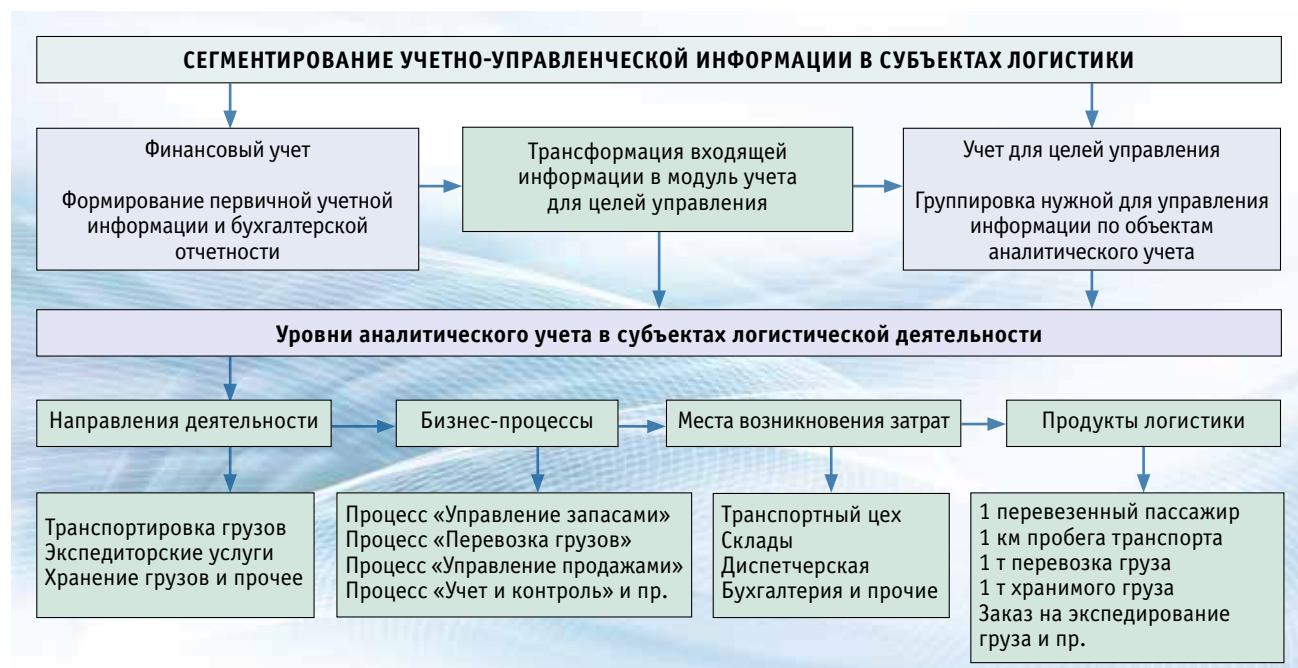 СЕГМЕНТИРОВАНИЕ УЧЕТНО-УПРАВЛЕНЧЕСКОЙ ИНФОРМАЦИИ В СУБЪЕКТАХ ЛОГИСТИКИ
Финансовый учет
Формирование первичной учетной
информации и бухгалтерской
отчетности
Трансформация входящей
информации в модуль учета
для целей управления
Учет для целей управления
Группировка нужной для управления
информации по объектам
аналитического учета
Уровни аналитического учета в субъектах логистической деятельности
Направления деятельности
Бизнес-процессы
Места возникновения затрат
Продукты логистики
Транспортировка грузов
Экспедиторские услуги
Хранение грузов и прочее
Процесс «Управление запасами»
Процесс «Перевозка грузов»
Процесс «Управление продажами»
Процесс «Учет и контроль» и пр.
Транспортный цех
Склады
Диспетчерская
Бухгалтерия и прочие
1 перевезенный пассажир
1 км пробега транспорта
1 т перевозка груза
1 т хранимого груза
Заказ на экспедирование
груза и пр.